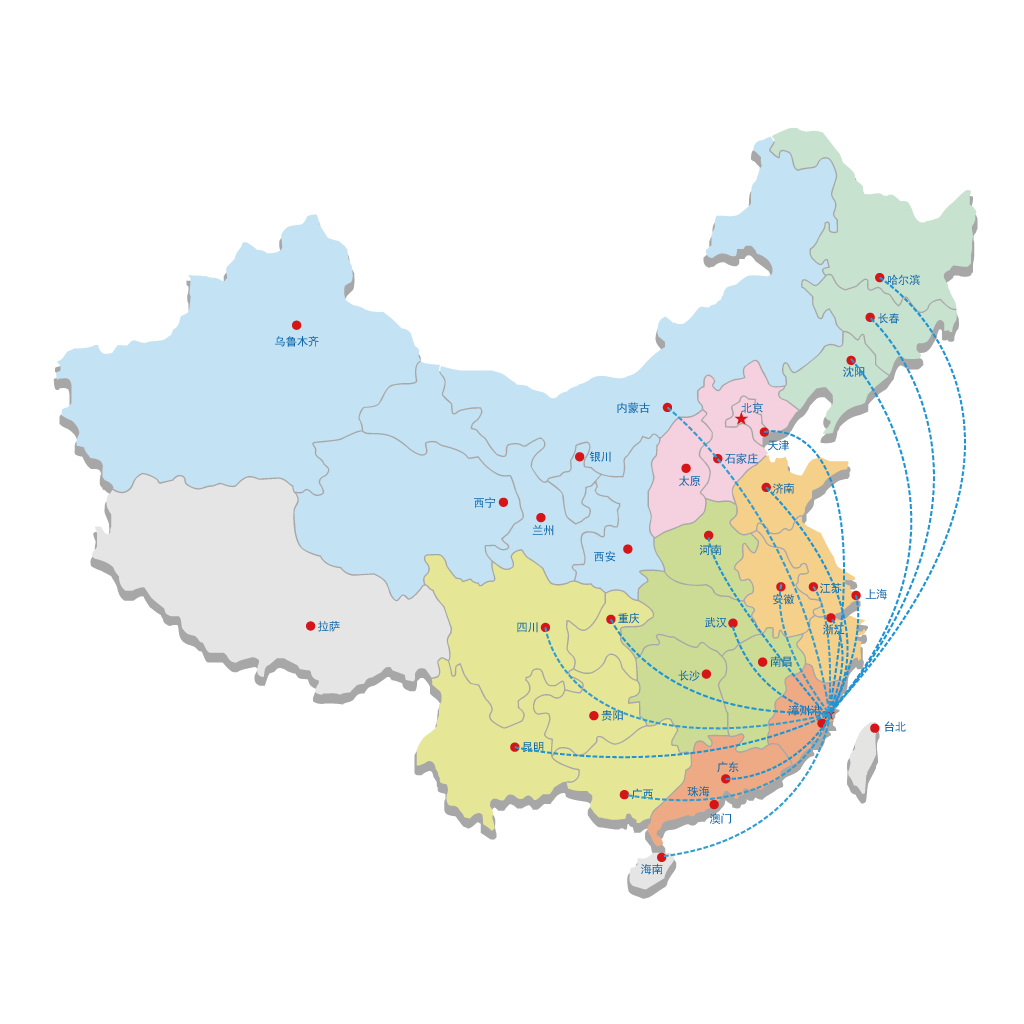 哈尔滨
长春
乌鲁木齐
沈阳
内蒙古
北京
天津
银川
石家庄
太原
济南
西宁
兰州
河南
西安
江苏
上海
安徽
拉萨
四川
重庆
武汉
浙江
南昌
长沙
漳州港
贵阳
台北
昆明
广东
广西
珠海
澳门
海南